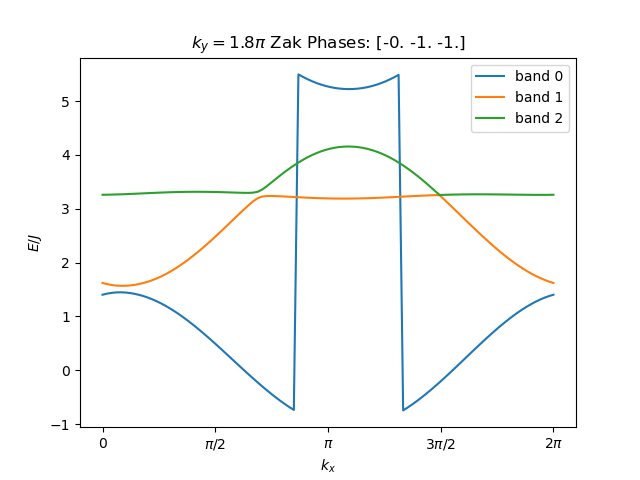 $k_y = 1.8\pi$ Zak Phases: [-0. -1. -1.]
band 0
band 1
band 2
5
4
3
2
1
0
−1
E/J
0
π/2
π
3π/2
2π
$k_x$